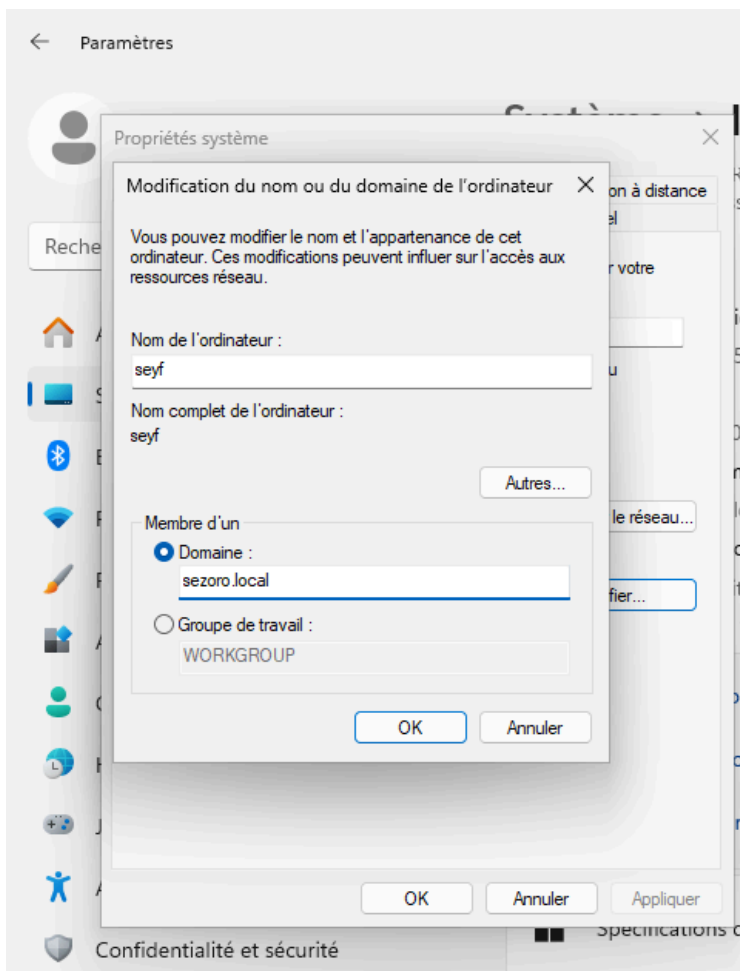 Paramètres
Propriétés système
Modification du nom ou du domaine de l'ordinateur
on à distance
el
Vous pouvez modifier le nom et l'appartenance de cet
ordinateur. Ces modifications peuvent influer sur l'accès aux
ressources réseau.
r votre
Reche
Nom de l'ordinateur :
seyf
u
Nom complet de l'ordinateur :
seyf
Autres...
Membre d'un
le réseau...
Domaine :
sezoro.local
fier...
Groupe de travail :
WORKGROUP
OK
Annuler
OK
Annuler
Appliquer
Confidentialité et sécurité